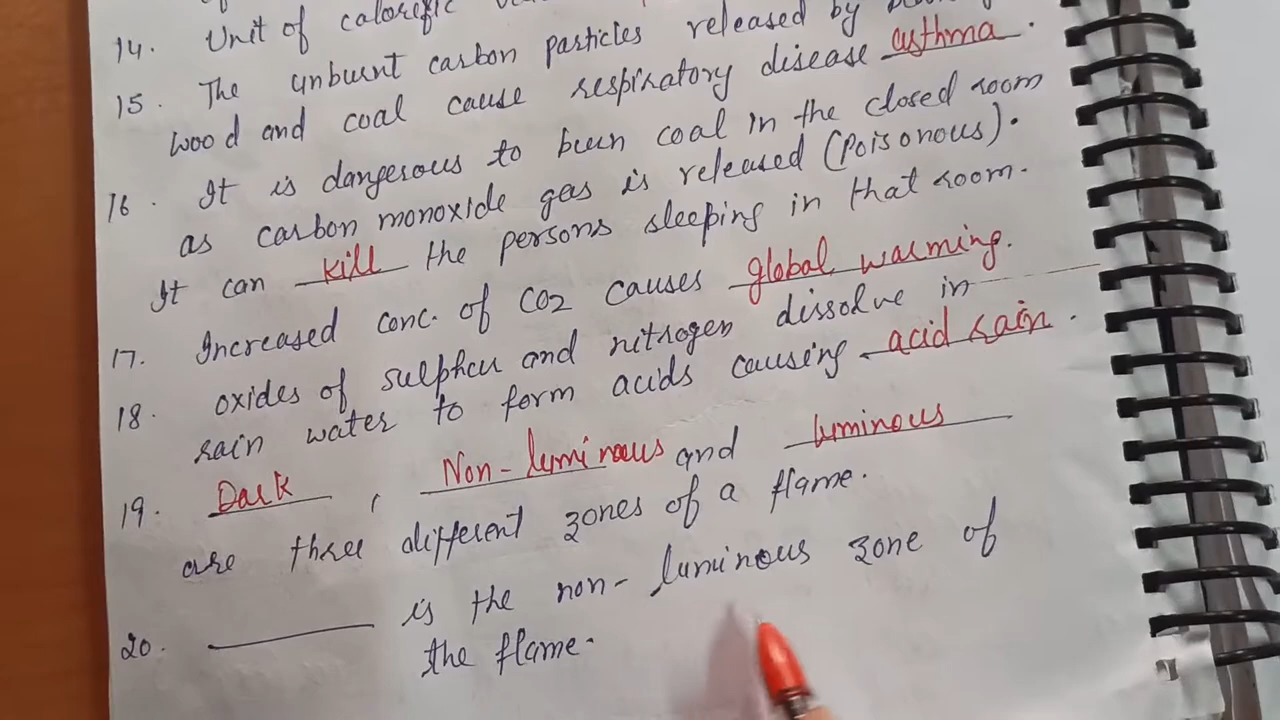 14. Unit of calorific
15. The unburnt carbon particles released by
wood and coal cause respiratory disease asthma.
16. It is dangerous to burn coal in the closed room
as carbon monoxide gas is released (Poisonous).
It can kill the persons sleeping in that room.
17. Increased conc. of CO2 causes global warming.
18. oxides of sulphur and nitrogen dissolve in
rain water to form acids causing acid rain.
19. Dark, Non-luminous and luminous
are three different zones of a flame.
20. is the non-luminous zone of
the flame.